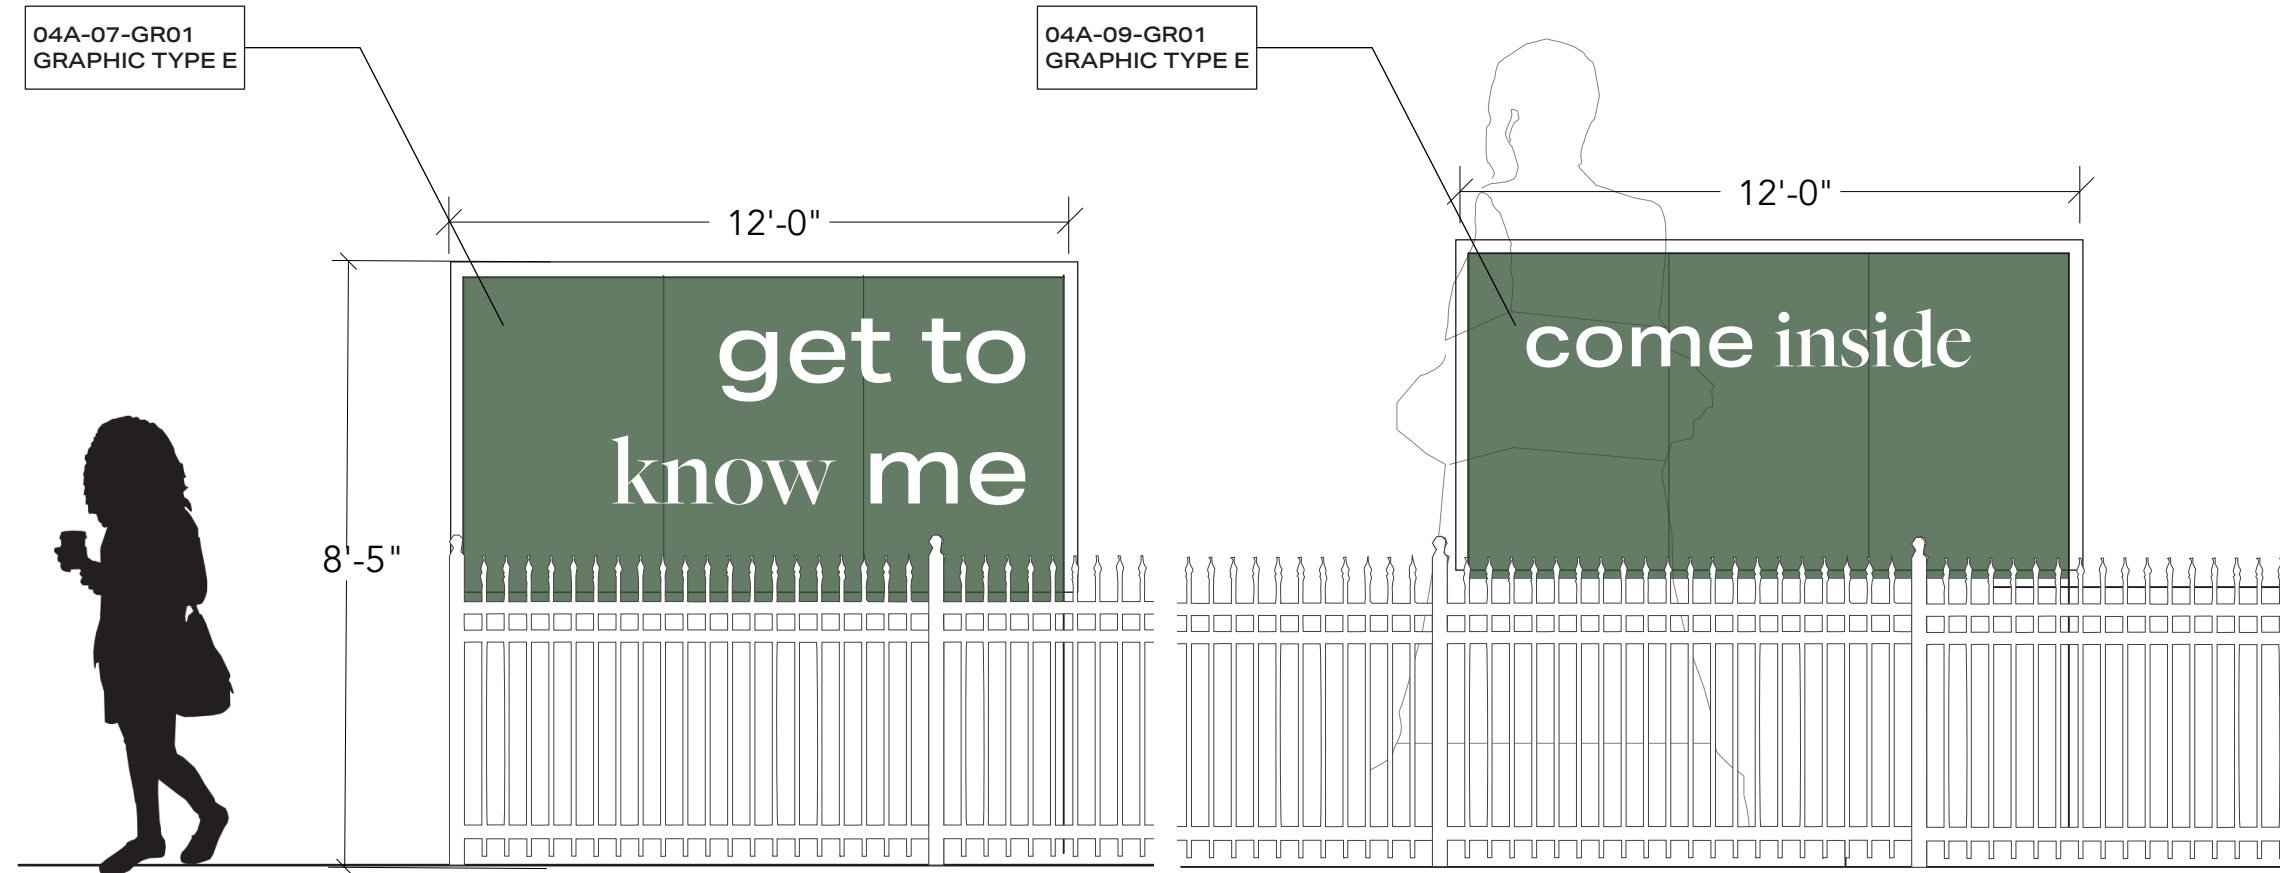 04A-07-GR01
GRAPHIC TYPE E
12'-0"
8'-5"
get to
know me
04A-09-GR01
GRAPHIC TYPE E
12'-0"
come inside